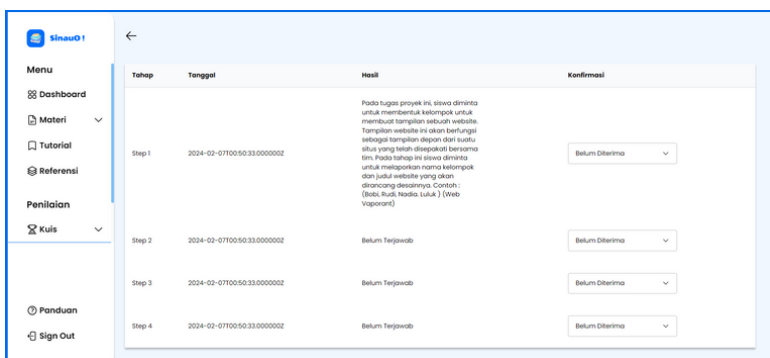 SinauO!
Menu
Dashboard
Materi
Tutorial
Referensi
Penilaian
Kuis
Panduan
Sign Out
Tahap Tanggal Hasil Konfirmasi
Step 1 2024-02-07T00:50:33.000000Z
Pada tugas proyek ini, siswa diminta
untuk membentuk kelompok untuk
membuat tampilan sebuah website.
Tampilan website ini akan berfungsi
sebagai tampilan depan dari suatu
situs yang telah disepakati bersama
tim. Pada tahap ini siswa diminta
untuk melaporkan nama kelompok
dan judul website yang akan
dirancang desainnya. Contoh :
(Bobi, Rudi, Nadia. Luluk ) (Web
Vaporant)
Belum Diterima
Step 2 2024-02-07T00:50:33.000000Z Belum Terjawab Belum Diterima
Step 3 2024-02-07T00:50:33.000000Z Belum Terjawab Belum Diterima
Step 4 2024-02-07T00:50:33.000000Z Belum Terjawab Belum Diterima